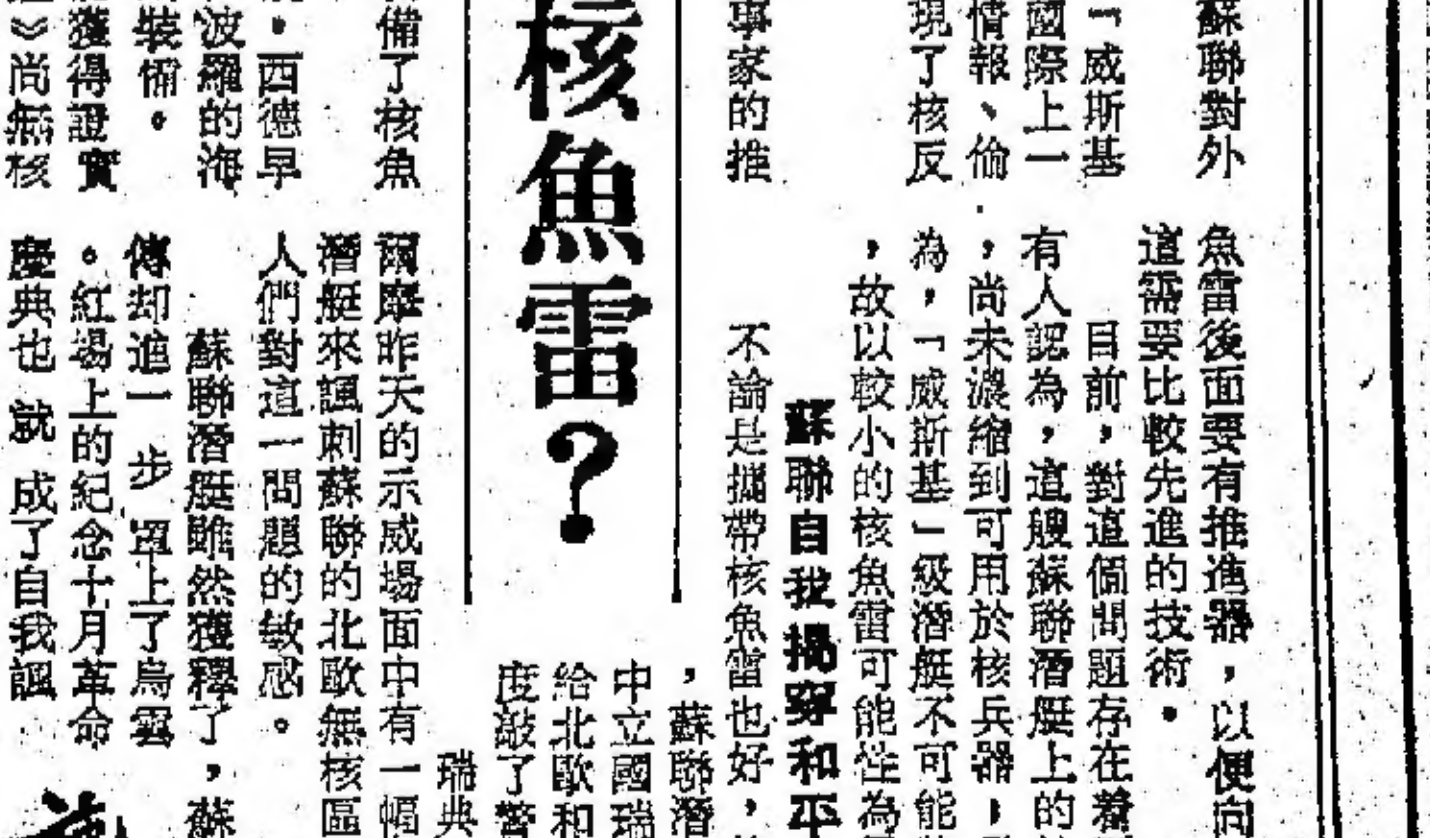 蘇聯對外
「威斯基
國際上一
情報、偷
現了核反
事家的推
核魚雷?
備了核魚
，西德早
波羅的海
裝備。
獲得證實
》尚無核
魚雷後面要有推進器，以便向
這需要比較先進的技術。
目前，對這個問題存在着
有人認為，這艘蘇聯潛艇上的
，尚未濃縮到可用於核兵器，
為，「威斯基」級潛艇不可能
，故以較小的核魚雷可能性為
蘇聯自我揭穿和平
不論是攜帶核魚雷也好，
，蘇聯潛
中立國瑞
給北歐和
度敲了警
瑞典
爾摩昨天的示威場面中有一幅
潛艇來諷刺蘇聯的北歐無核區
人們對這一問題的敏感。
蘇聯潛艇雖然獲釋了，蘇
傳却進一步罩上了烏雲
。紅場上的紀念十月革命
慶典也就成了自我諷